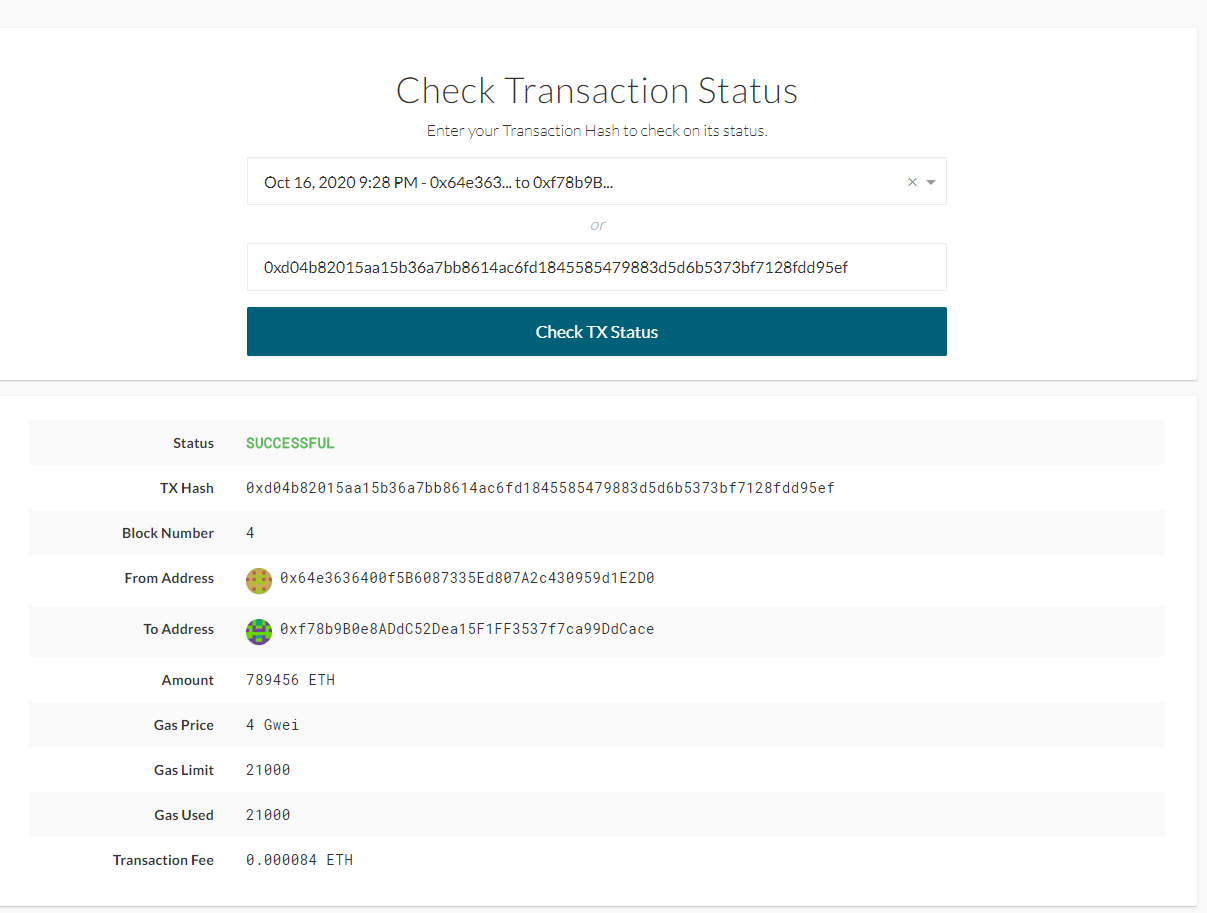 Check Transaction Status
Enter your Transaction Hash to check on its status.
Oct 16, 2020 9:28 PM - 0x64e363... to 0xf78b9B...
or
0xd04b82015aa15b36a7bb8614ac6fd1845585479883d5d6b5373bf7128fdd95ef
Check TX Status
Status SUCCESSFUL
TX Hash 0xd04b82015aa15b36a7bb8614ac6fd1845585479883d5d6b5373bf7128fdd95ef
Block Number 4
From Address 0x64e3636400f5B6087335Ed807A2c430959d1E2D0
To Address 0xf78b9B0e8ADdC52Dea15F1FF3537f7ca99DdCace
Amount 789456 ETH
Gas Price 4 Gwei
Gas Limit 21000
Gas Used 21000
Transaction Fee 0.000084 ETH